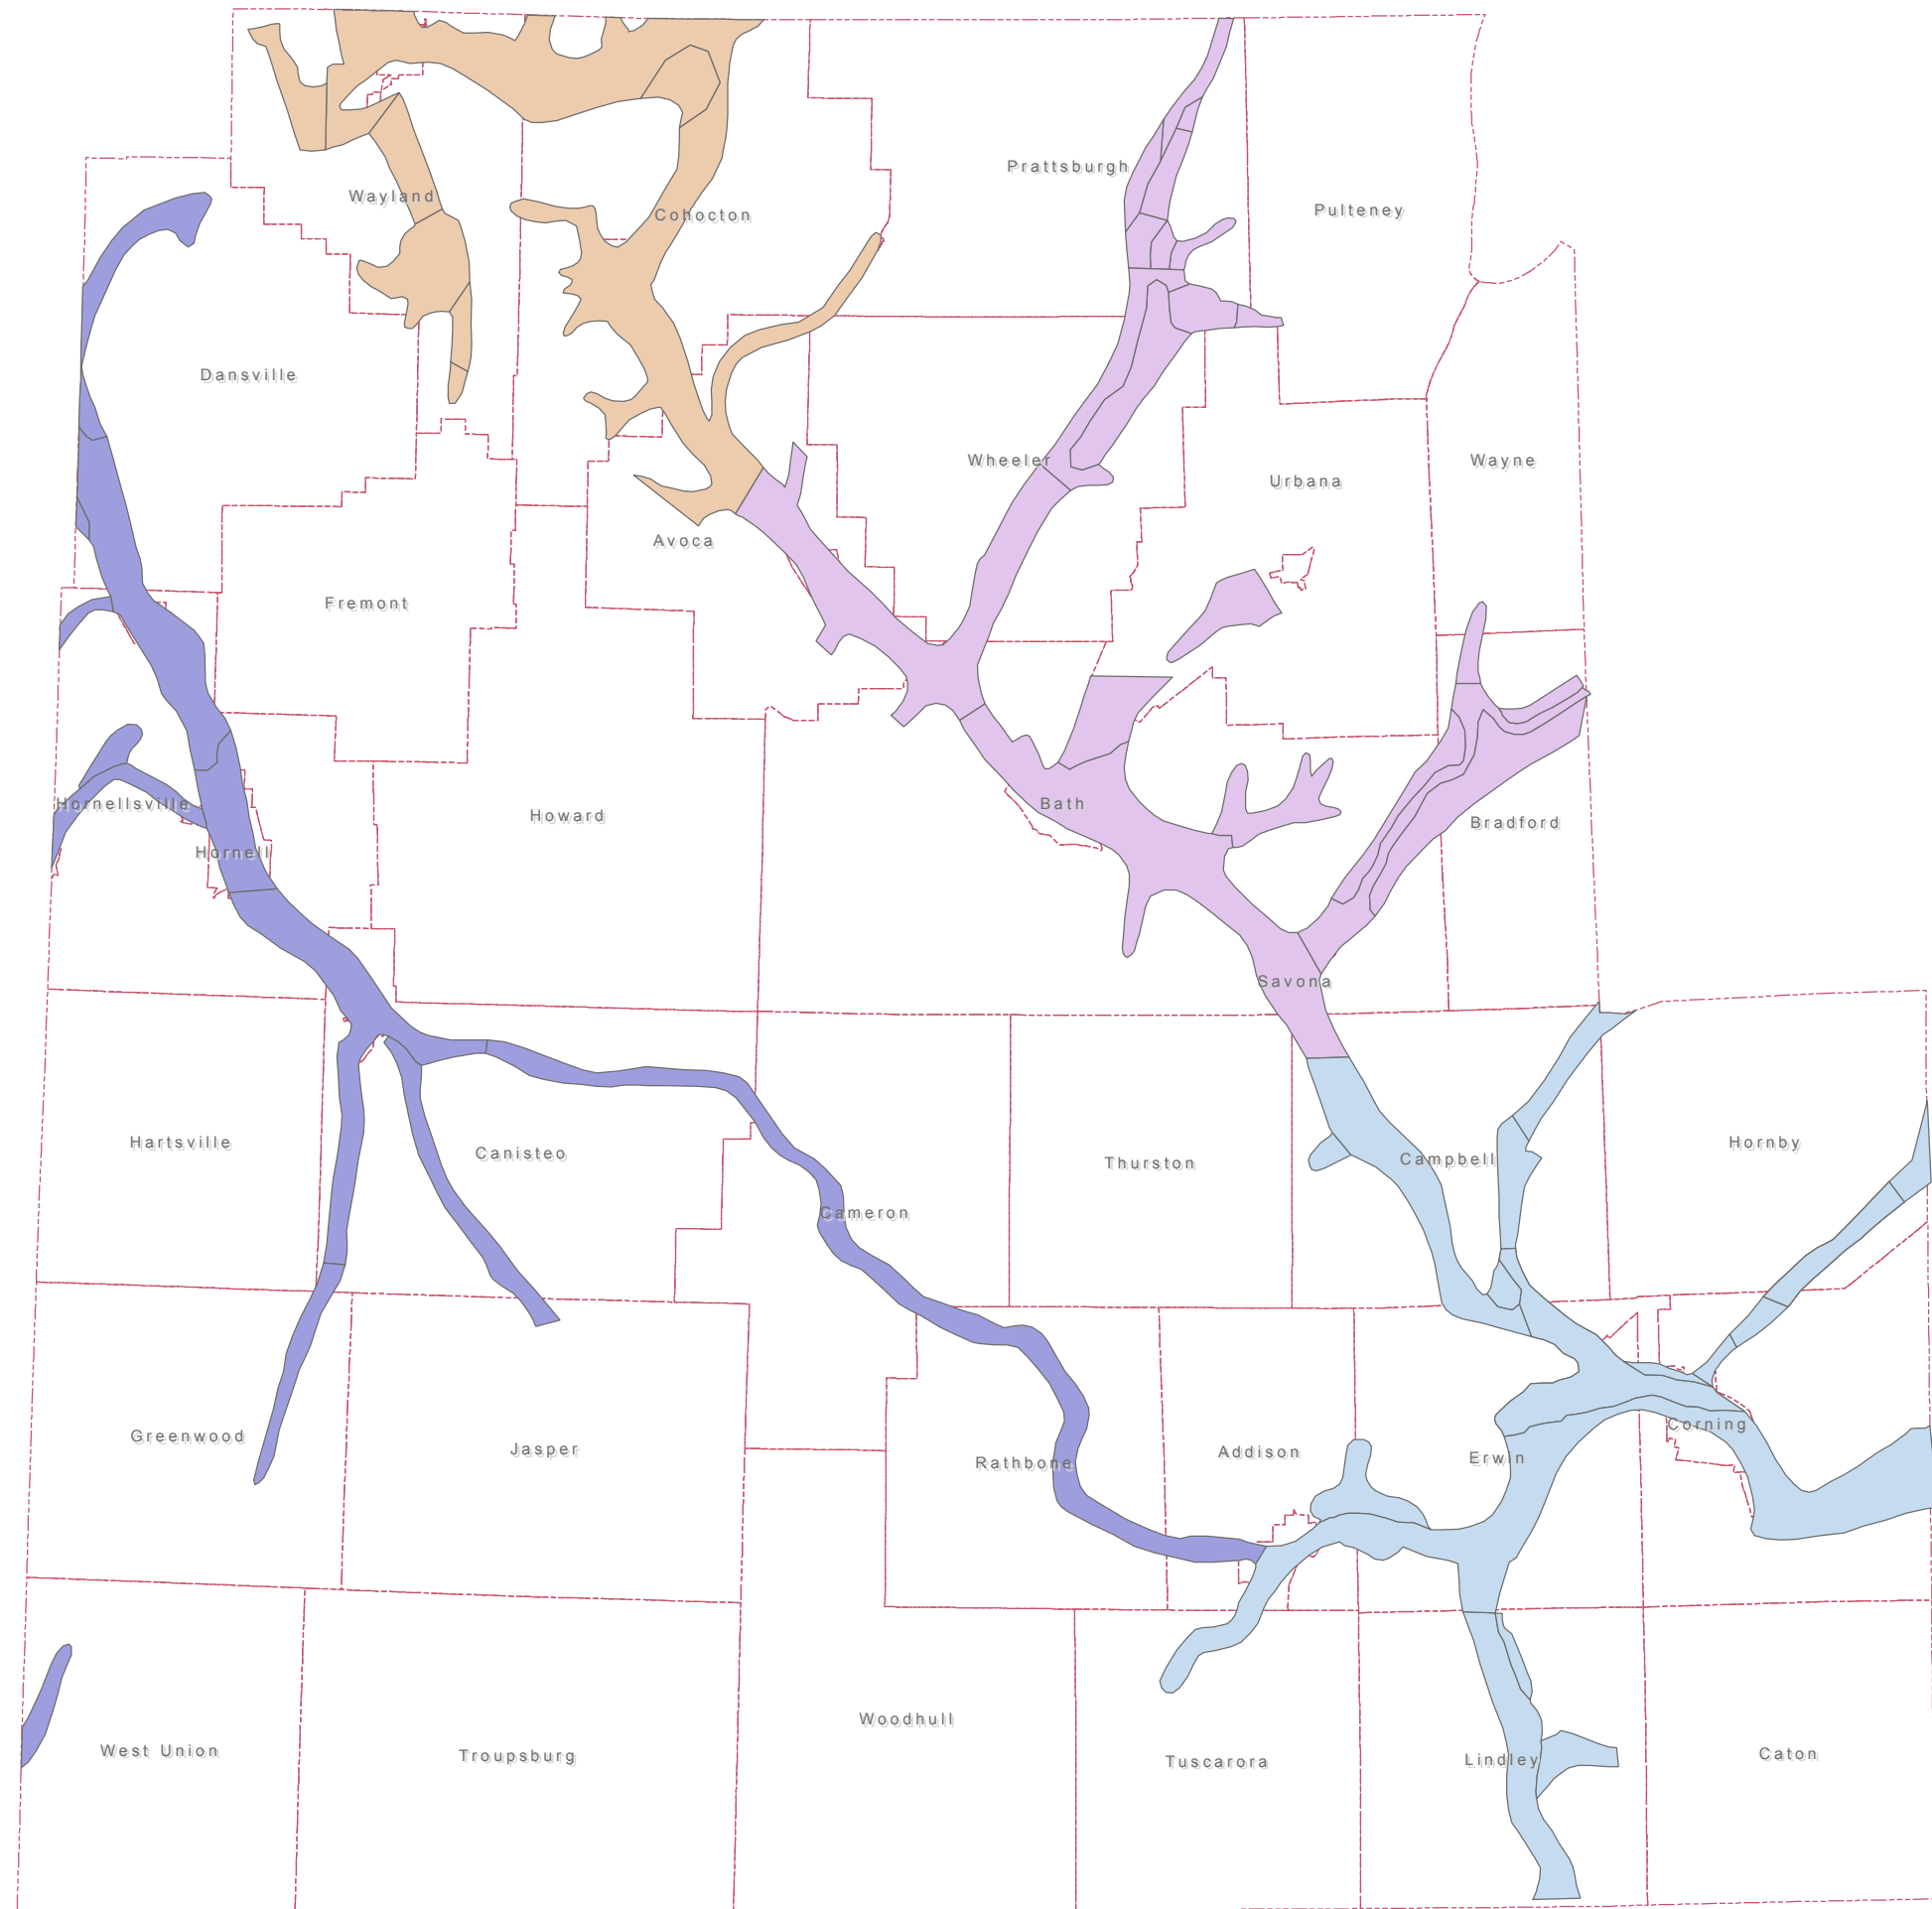 Prattsburgh
Wayland
Pulteney
Cohocton
Dansville
Wheeler
Wayne
Urbana
Avoca
Fremont
Hornellsville
Bath
Howard
Bradford
Hornell
Savona
Hartsville
Hornby
Canisteo
Campbell
Thurston
Cameron
Corning
Greenwood
Jasper
Addison
Erwin
Rathbone
Woodhull
West Union
Caton
Troupsburg
Lindley
Tuscarora